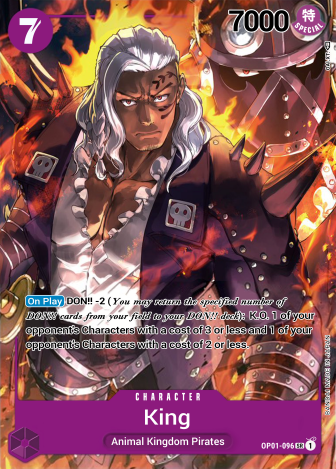 7
7000
特
SPECIAL
On Play DON!! -2 (You may return the specified number of
DON!! cards from your field to your DON!! deck): K.O. 1 of your
opponent's Characters with a cost of 3 or less and 1 of your
opponent's Characters with a cost of 2 or less.
CHARACTER
King
Animal Kingdom Pirates
OP01-096 SR 1